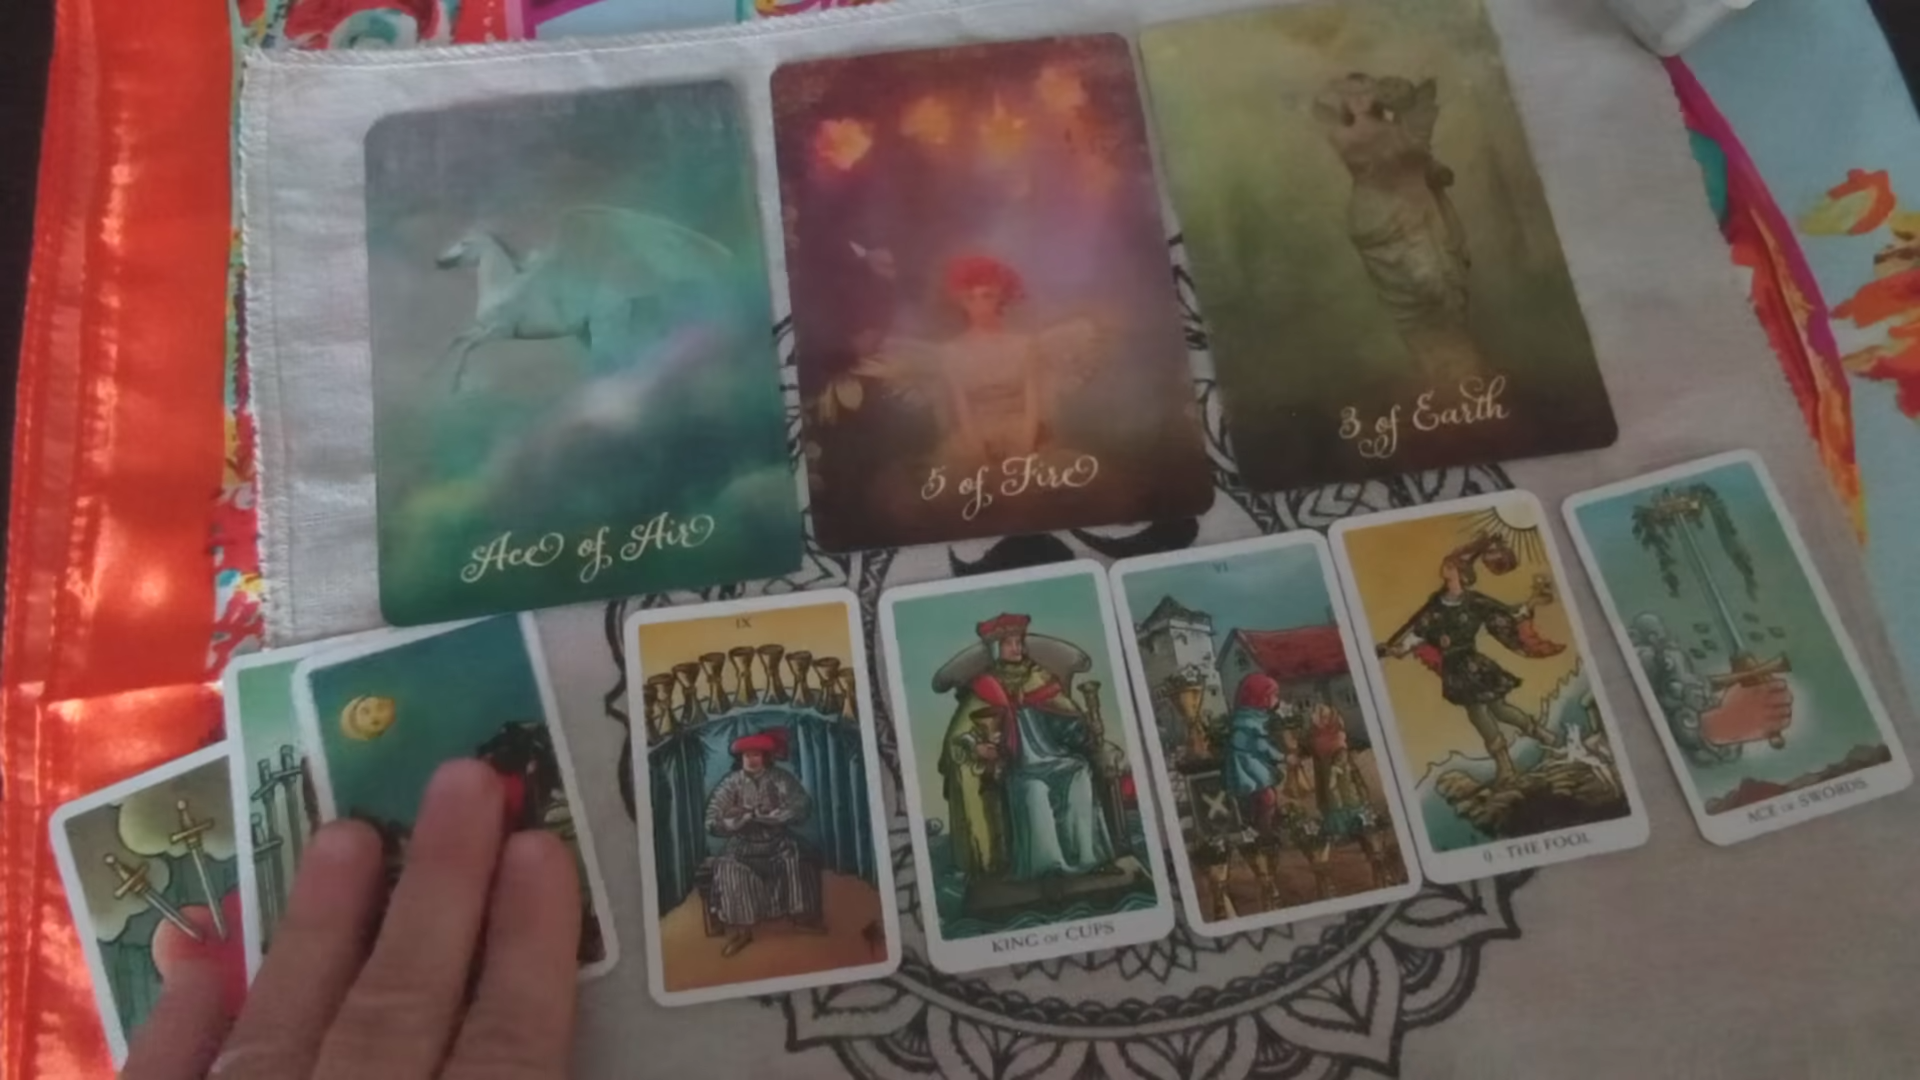 Ace of Air
5 of Fire
3 of Earth
IX
KING OF CUPS
VI
0 - THE FOOL
ACE OF SWORDS